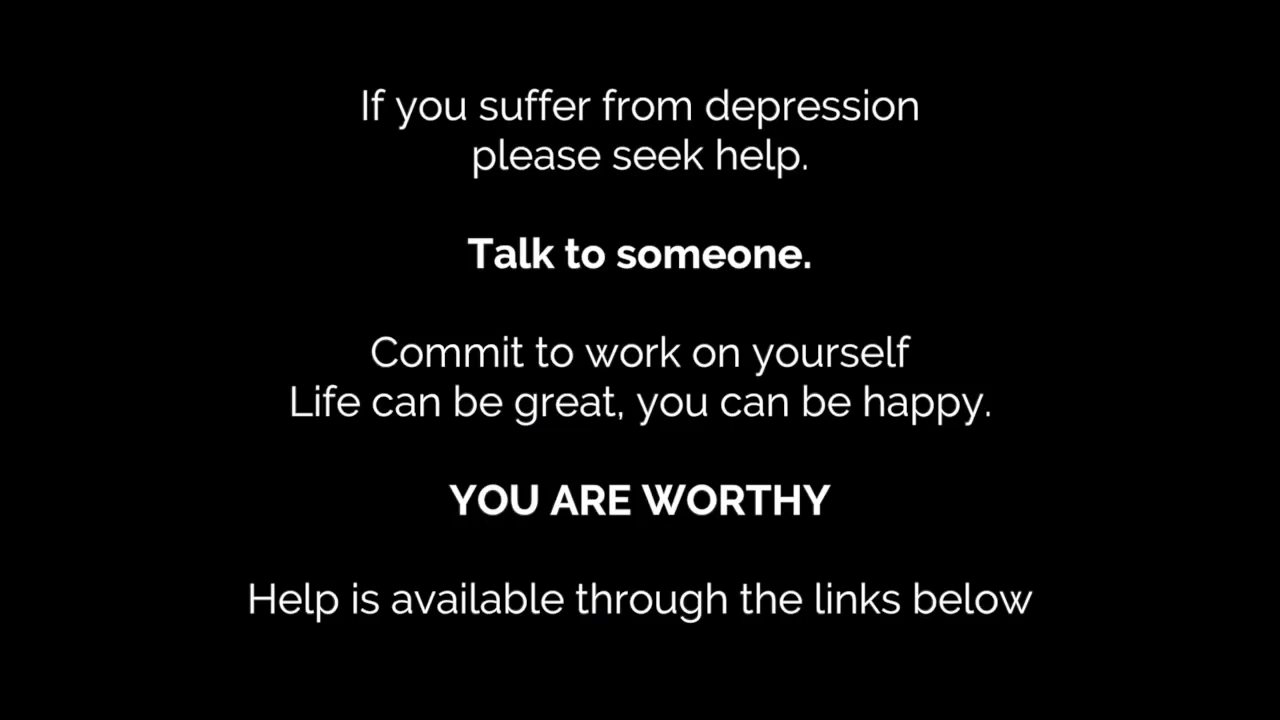 If you suffer from depression
please seek help.
Talk to someone.
Commit to work on yourself
Life can be great, you can be happy.
YOU ARE WORTHY
Help is available through the links below